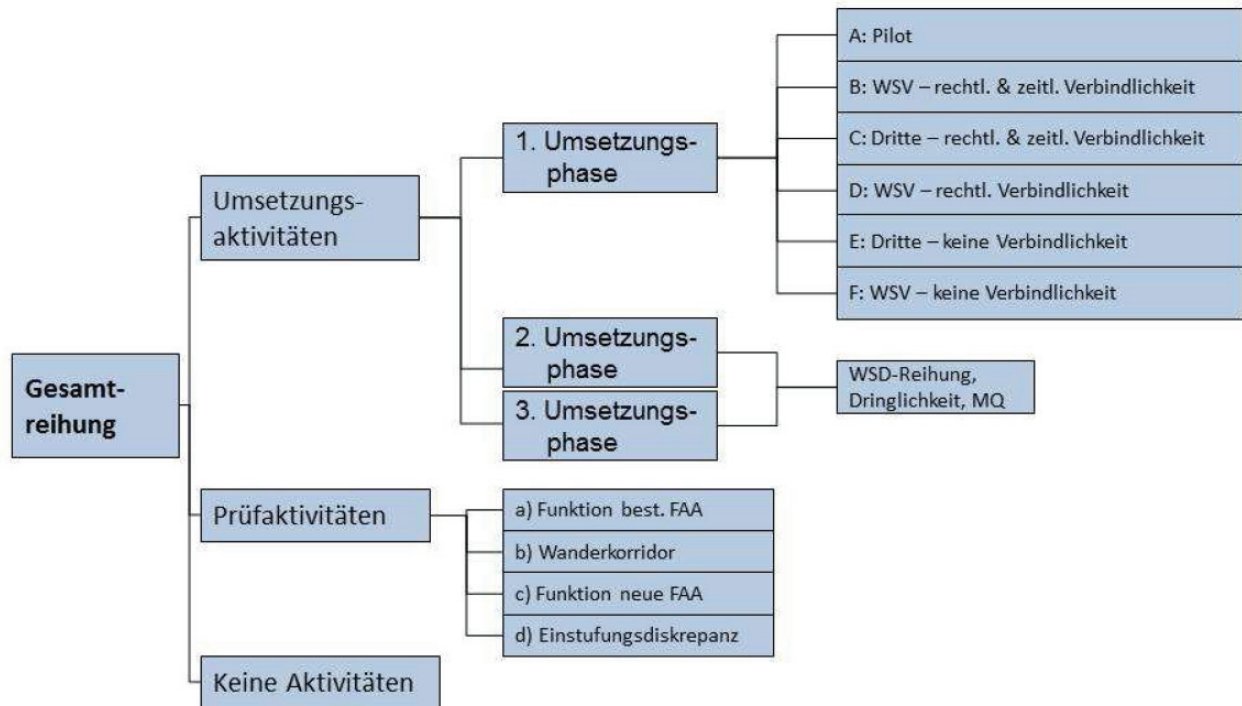 Gesamt-
reihung
Umsetzungs-
aktivitäten
1. Umsetzungs-
phase
A: Pilot
B: WSV – rechtl. & zeitl. Verbindlichkeit
C: Dritte – rechtl. & zeitl. Verbindlichkeit
D: WSV – rechtl. Verbindlichkeit
E: Dritte – keine Verbindlichkeit
F: WSV – keine Verbindlichkeit
2. Umsetzungs-
phase
3. Umsetzungs-
phase
WSD-Reihung,
Dringlichkeit, MQ
Prüfaktivitäten
a) Funktion best. FAA
b) Wanderkorridor
c) Funktion neue FAA
d) Einstufungsdiskrepanz
Keine Aktivitäten